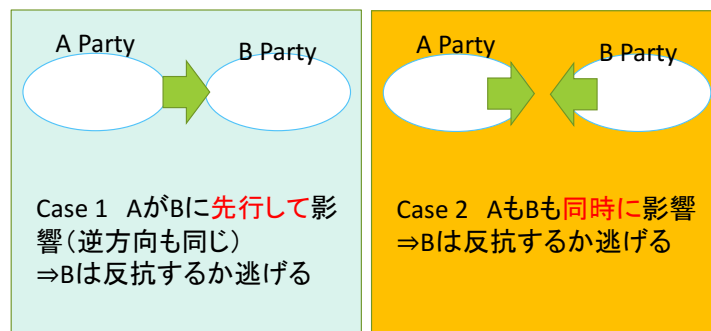 A Party
B Party
Case 1 AがBに先行して影
響(逆方向も同じ)
⇒Bは反抗するか逃げる
A Party
B Party
Case 2 AもBも同時に影響
⇒Bは反抗するか逃げる